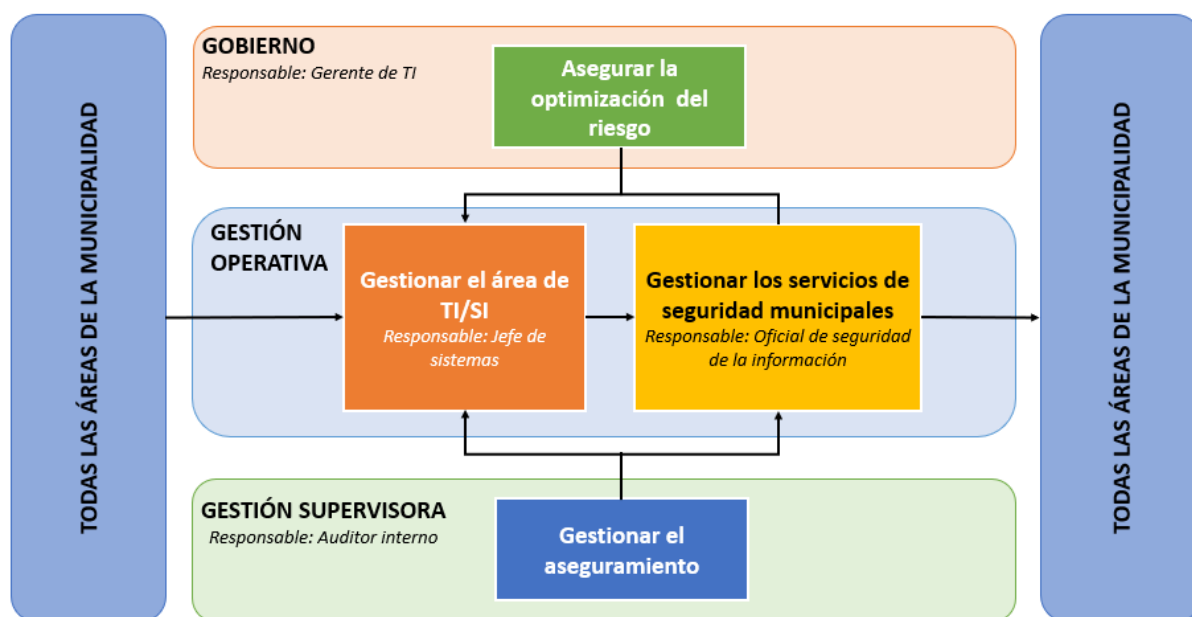 TODAS LAS ÁREAS DE LA MUNICIPALIDAD
GOBIERNO
Responsable: Gerente de TI
Asegurar la
optimización del
riesgo
GESTIÓN
OPERATIVA
Gestionar el área de
TI/SI
Responsable: Jefe de
sistemas
Gestionar los servicios de
seguridad municipales
Responsable: Oficial de seguridad
de la información
GESTIÓN SUPERVISORA
Responsable: Auditor interno
Gestionar el
aseguramiento
TODAS LAS ÁREAS DE LA MUNICIPALIDAD